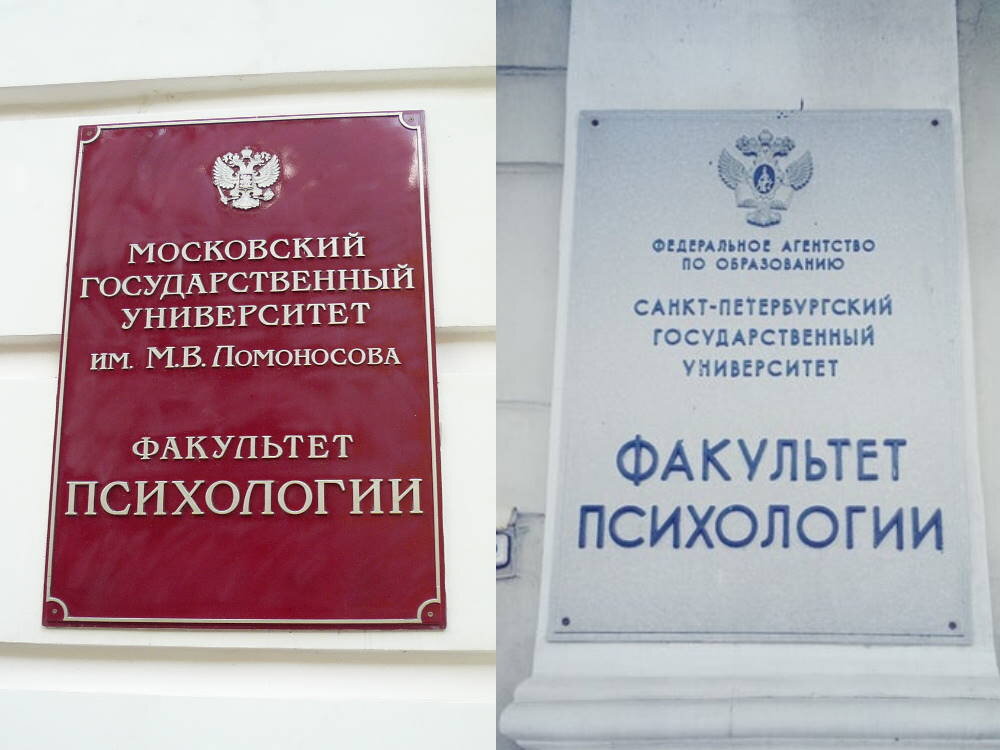 МОСКОВСКИЙ
ГОСУДАРСТВЕННЫЙ
УНИВЕРСИТЕТ
ИМ. М.В. ЛОМОНОСОВА
ФАКУЛЬТЕТ
ПСИХОЛОГИИ
ФЕДЕРАЛЬНОЕ АГЕНТСТВО
ПО ОБРАЗОВАНИЮ
САНКТ-ПЕТЕРБУРГСКИЙ
ГОСУДАРСТВЕННЫЙ
УНИВЕРСИТЕТ
ФАКУЛЬТЕТ
ПСИХОЛОГИИ